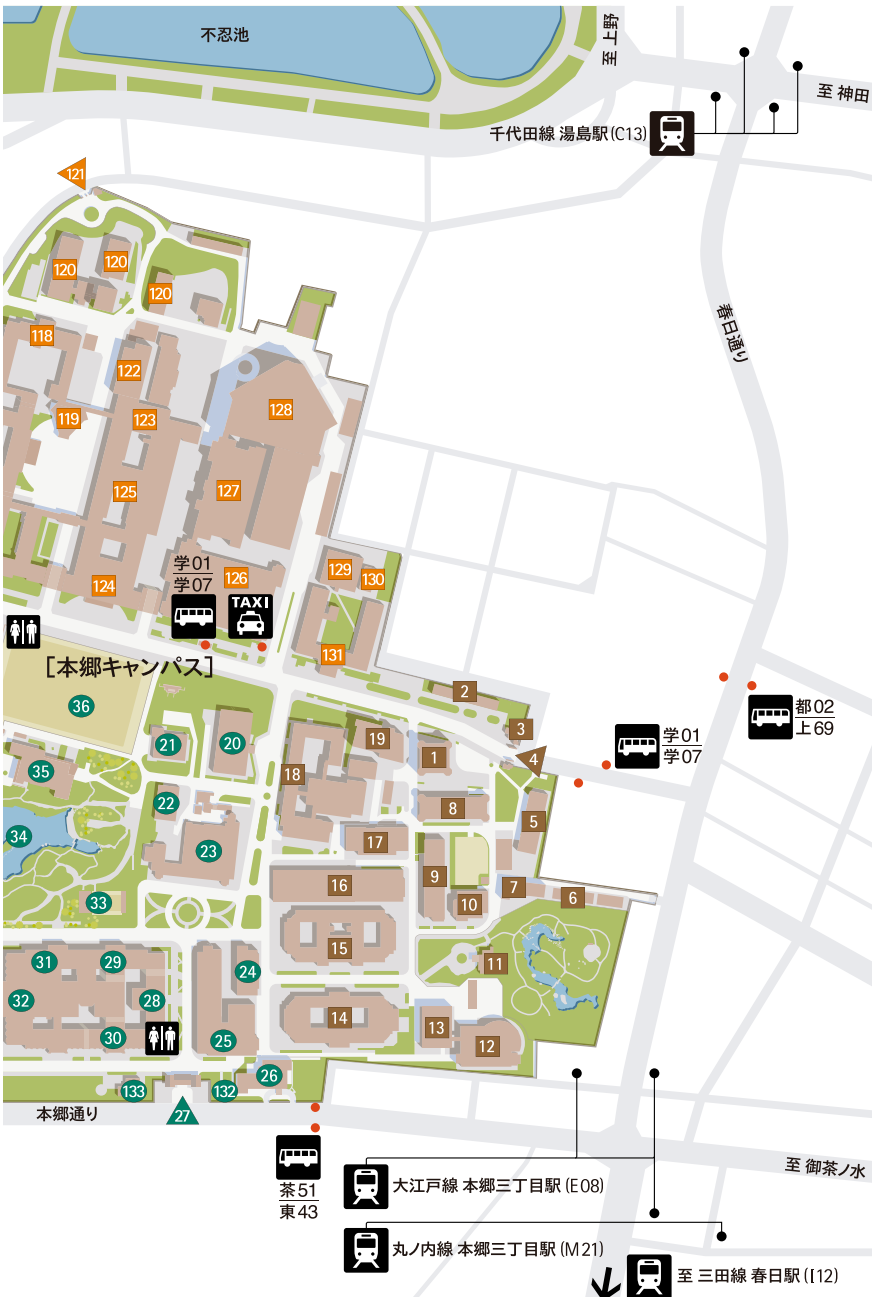 不忍池
至 上野
至 神田
千代田線 湯島駅(C13)
121
120
120
120
118
122
119
123
128
春日通り
125
127
124
学01
学07
126
TAXI
129
130
131
[本郷キャンパス]
36
2
都02
上69
3
学01
学07
4
21
20
19
1
18
35
22
8
5
34
23
17
9
16
7
6
10
33
15
11
31
29
24
32
28
14
13
30
25
12
26
133
132
27
本郷通り
茶51
東43
至 御茶ノ水
大江戸線 本郷三丁目駅(E08)
丸ノ内線 本郷三丁目駅(M21)
至 三田線 春日駅(I12)